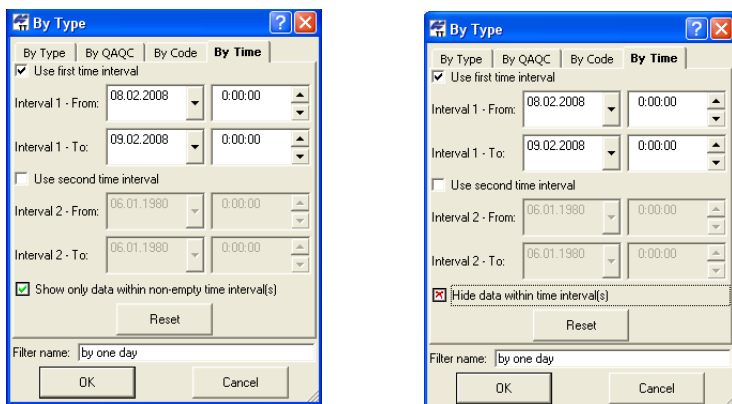 By Type
By Type By QAQC By Code By Time
Use first time interval
Interval 1 - From: 08.02.2008 0:00:00
Interval 1 - To: 09.02.2008 0:00:00
Use second time interval
Interval 2 - From: 06.01.1980 0:00:00
Interval 2 - To: 06.01.1980 0:00:00
Show only data within non-empty time interval(s)
Reset
Filter name: by one day
OK Cancel
By Type
By Type By QAQC By Code By Time
Use first time interval
Interval 1 - From: 08.02.2008 0:00:00
Interval 1 - To: 09.02.2008 0:00:00
Use second time interval
Interval 2 - From: 06.01.1980 0:00:00
Interval 2 - To: 06.01.1980 0:00:00
Hide data within time interval(s)
Reset
Filter name: by one day
OK Cancel